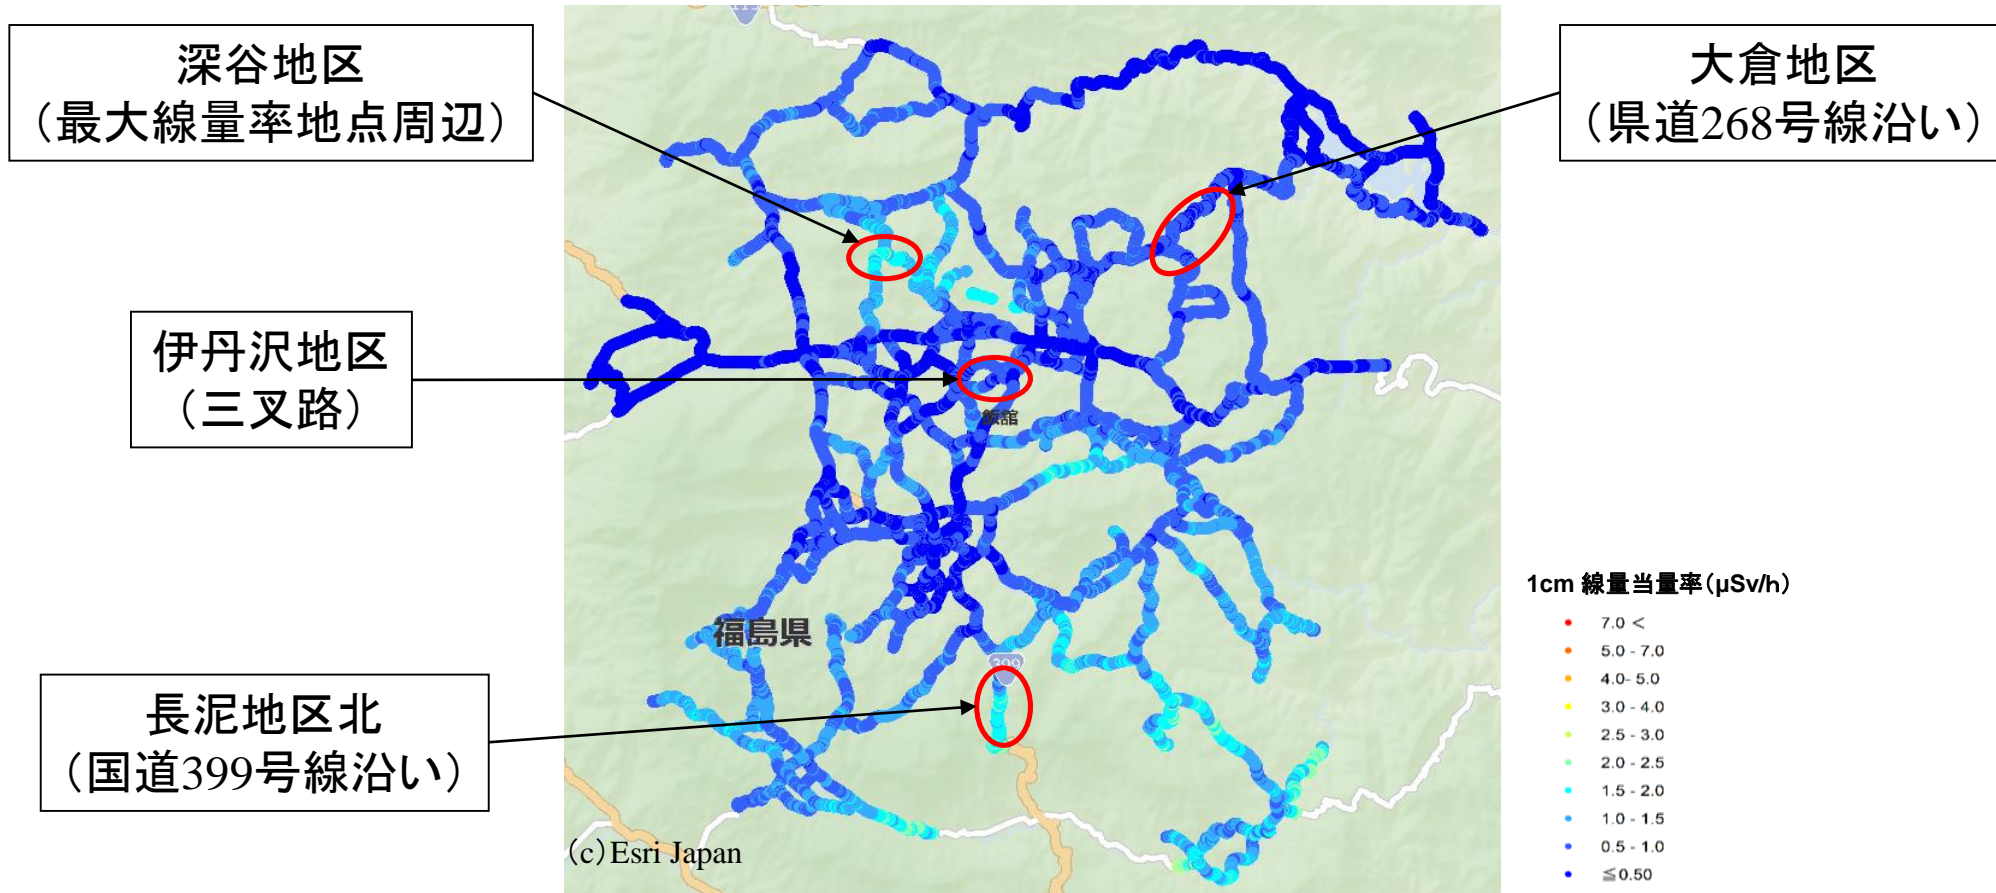 深谷地区
（最大線量率地点周辺）
大倉地区
（県道268号線沿い）
伊丹沢地区
（三叉路）
飯舘
福島県
399
長泥地区北
（国道399号線沿い）
(c)Esri Japan
1cm 線量当量率(μSv/h)
7.0 <
5.0 - 7.0
4.0- 5.0
3.0 - 4.0
2.5 - 3.0
2.0 - 2.5
1.5 - 2.0
1.0 - 1.5
0.5 - 1.0
≦0.50